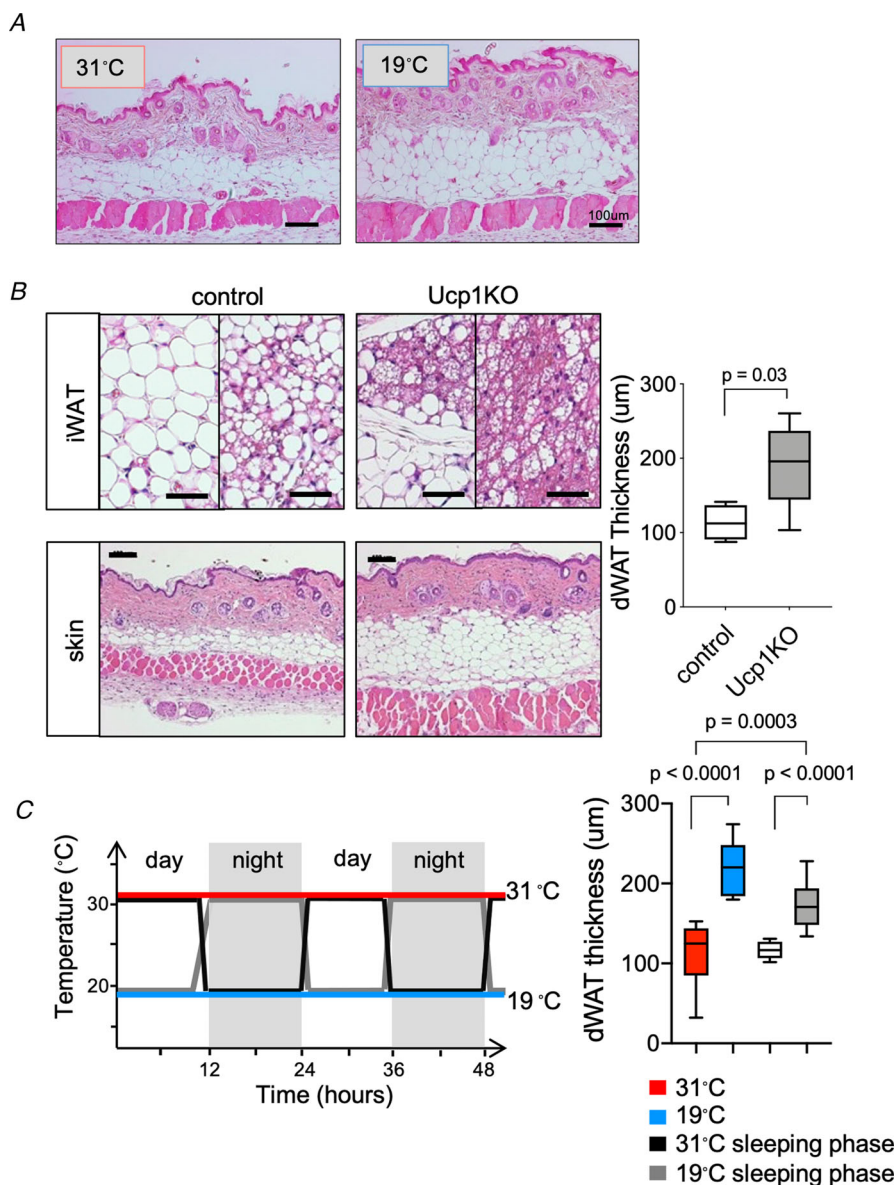 A
31°C
19°C
100um
B
control
Ucp1KO
iWAT
skin
p = 0.03
300
200
100
0
dWAT Thickness (um)
control
Ucp1KO
C
day
night
day
night
31 °C
19 °C
Temperature (°C)
30
20
12
24
36
48
Time (hours)
p = 0.0003
p < 0.0001
p < 0.0001
300
200
100
0
dWAT thickness (um)
31°C
19°C
31°C sleeping phase
19°C sleeping phase